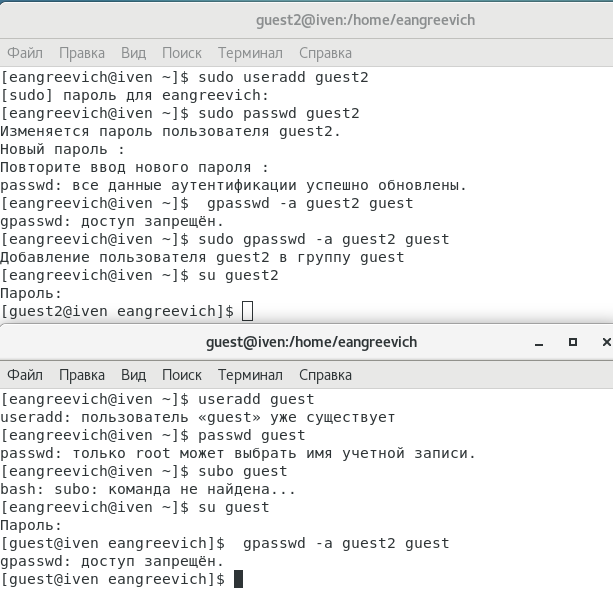 guest2@iven:/home/eangreevich
Файл Правка Вид Поиск Терминал Справка
[eangreevich@iven ~]$ sudo useradd guest2
[sudo] пароль для eangreevich:
[eangreevich@iven ~]$ sudo passwd guest2
Изменяется пароль пользователя guest2.
Новый пароль :
Повторите ввод нового пароля :
passwd: все данные аутентификации успешно обновлены.
[eangreevich@iven ~]$  gpasswd -a guest2 guest
gpasswd: доступ запрещён.
[eangreevich@iven ~]$ sudo gpasswd -a guest2 guest
Добавление пользователя guest2 в группу guest
[eangreevich@iven ~]$ su guest2
Пароль:
[guest2@iven eangreevich]$
guest@iven:/home/eangreevich
Файл Правка Вид Поиск Терминал Справка
[eangreevich@iven ~]$ useradd guest
useradd: пользователь «guest» уже существует
[eangreevich@iven ~]$ passwd guest
passwd: только root может выбрать имя учетной записи.
[eangreevich@iven ~]$ subo guest
bash: subo: команда не найдена...
[eangreevich@iven ~]$ su guest
Пароль:
[guest@iven eangreevich]$  gpasswd -a guest2 guest
gpasswd: доступ запрещён.
[guest@iven eangreevich]$